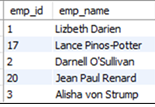 emp_id emp_name
1 Lizbeth Darien
17 Lance Pinos-Potter
2 Darnell O'Sullivan
20 Jean Paul Renard
3 Alisha von Strump